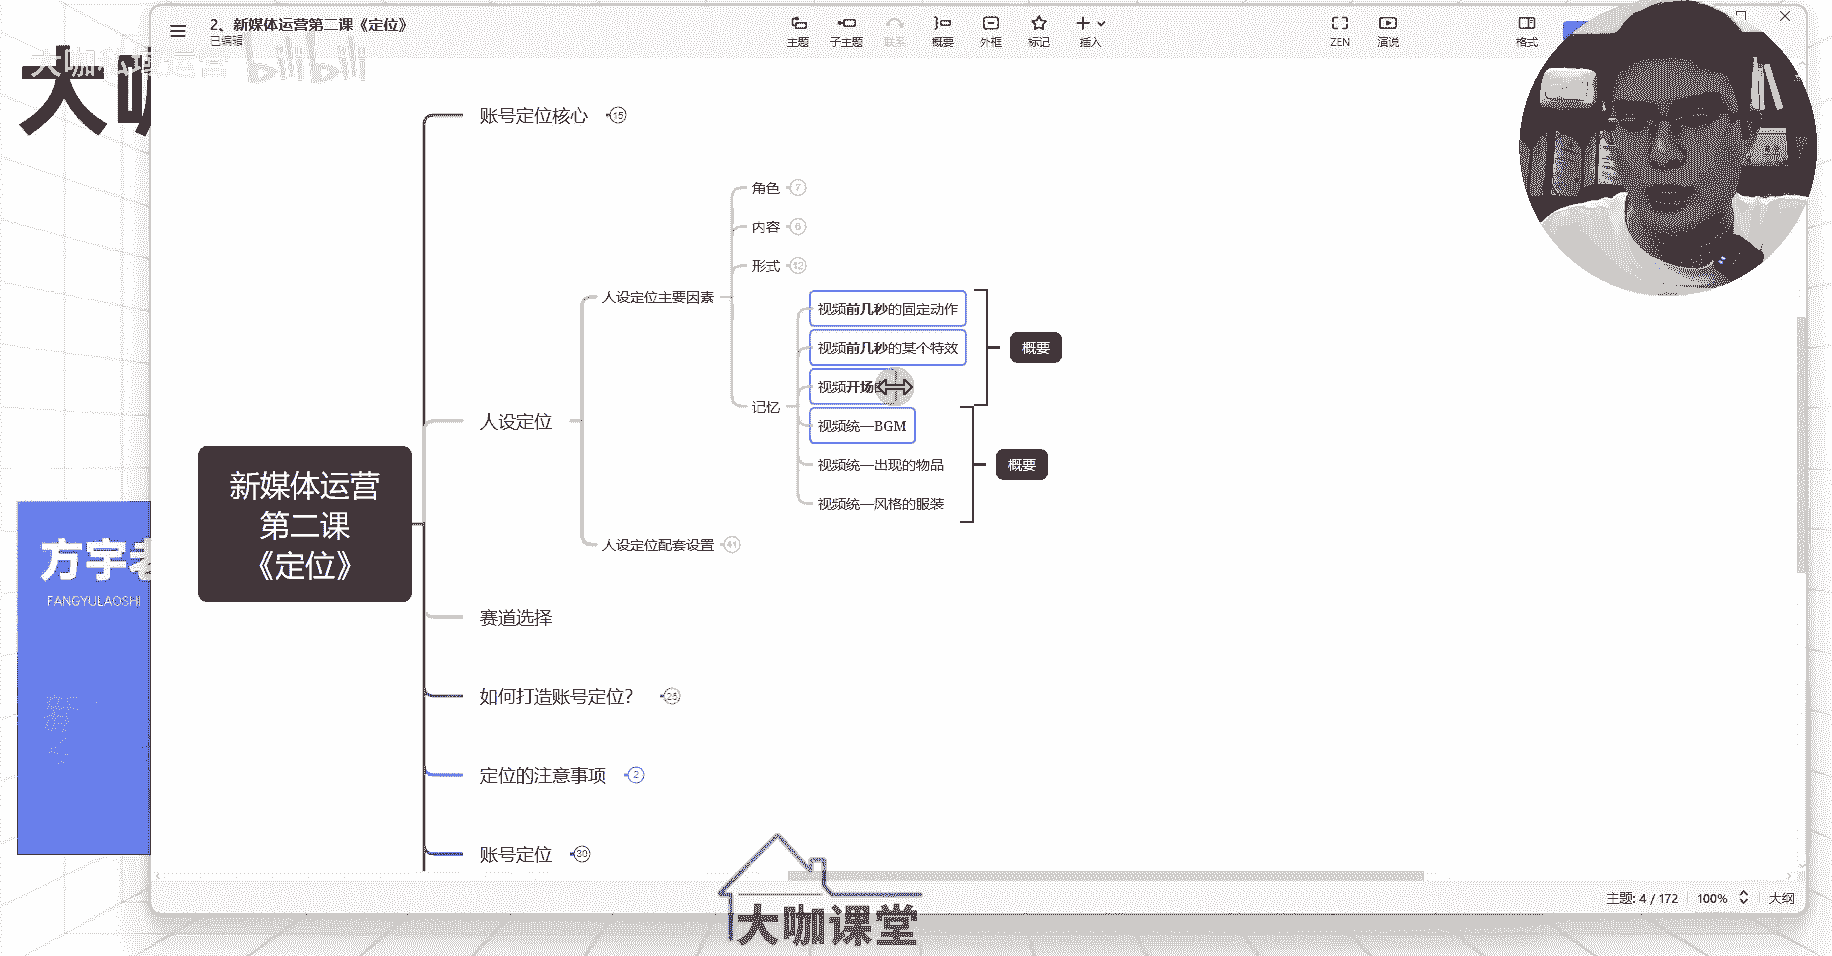 2、新媒体运营第二课《定位》
已编辑
主题
子主题
联系
概要
外框
标记
插入
ZEN
演说
格式
大咖私域运营
bilibili
大咖
账号定位核心
15
角色
7
内容
6
形式
42
人设定位主要因素
视频前几秒的固定动作
视频前几秒的某个特效
概要
视频开场
记忆
视频统一BGM
人设定位
视频统一出现的物品
概要
视频统一风格的服装
新媒体运营
第二课
《定位》
人设定位配套设置
41
方宇老
FANGYULAOSHI
赛道选择
如何打造账号定位?
定位的注意事项
2
账号定位
30
主题: 4 / 172
100%
大纲
大咖课堂